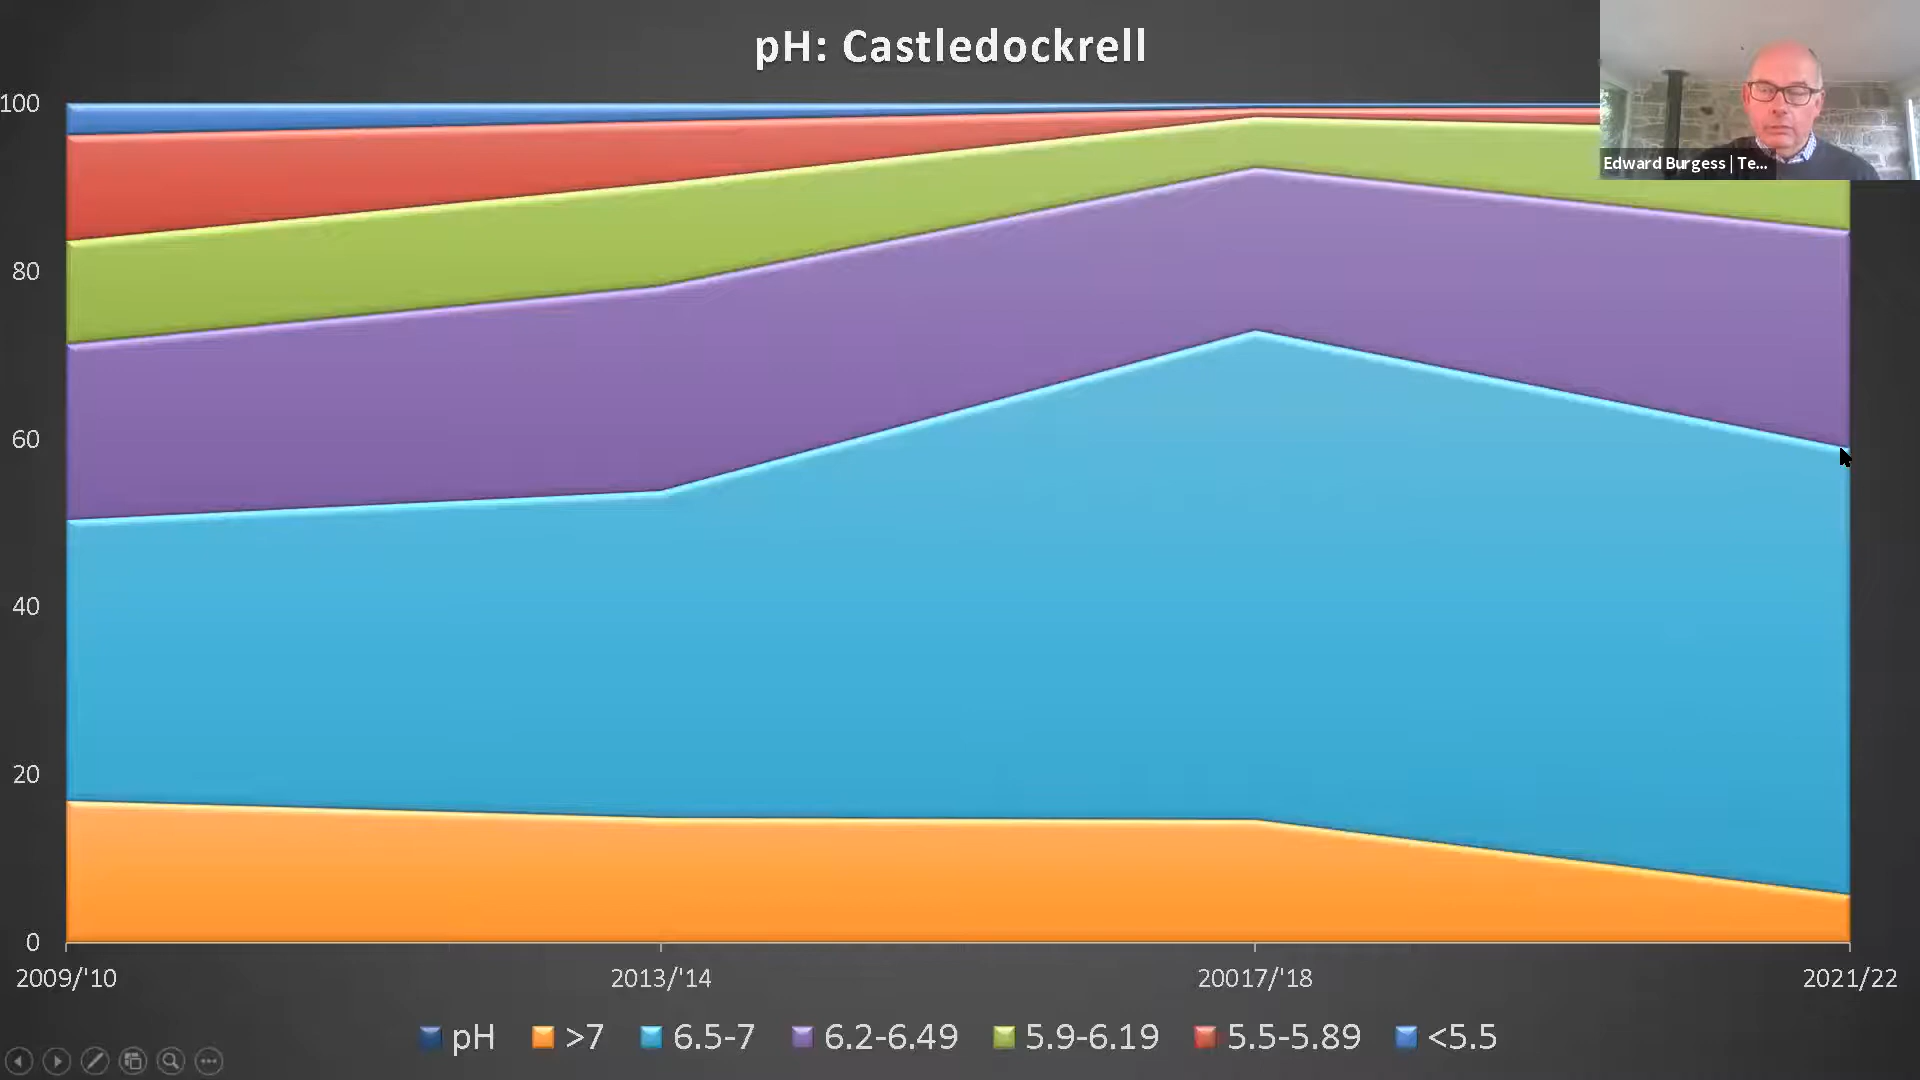 pH: Castledockrell
Edward Burgess | Te...
100
80
60
40
20
0
2009/'10 2013/'14 20017/'18 2021/22
pH >7 6.5-7 6.2-6.49 5.9-6.19 5.5-5.89 <5.5